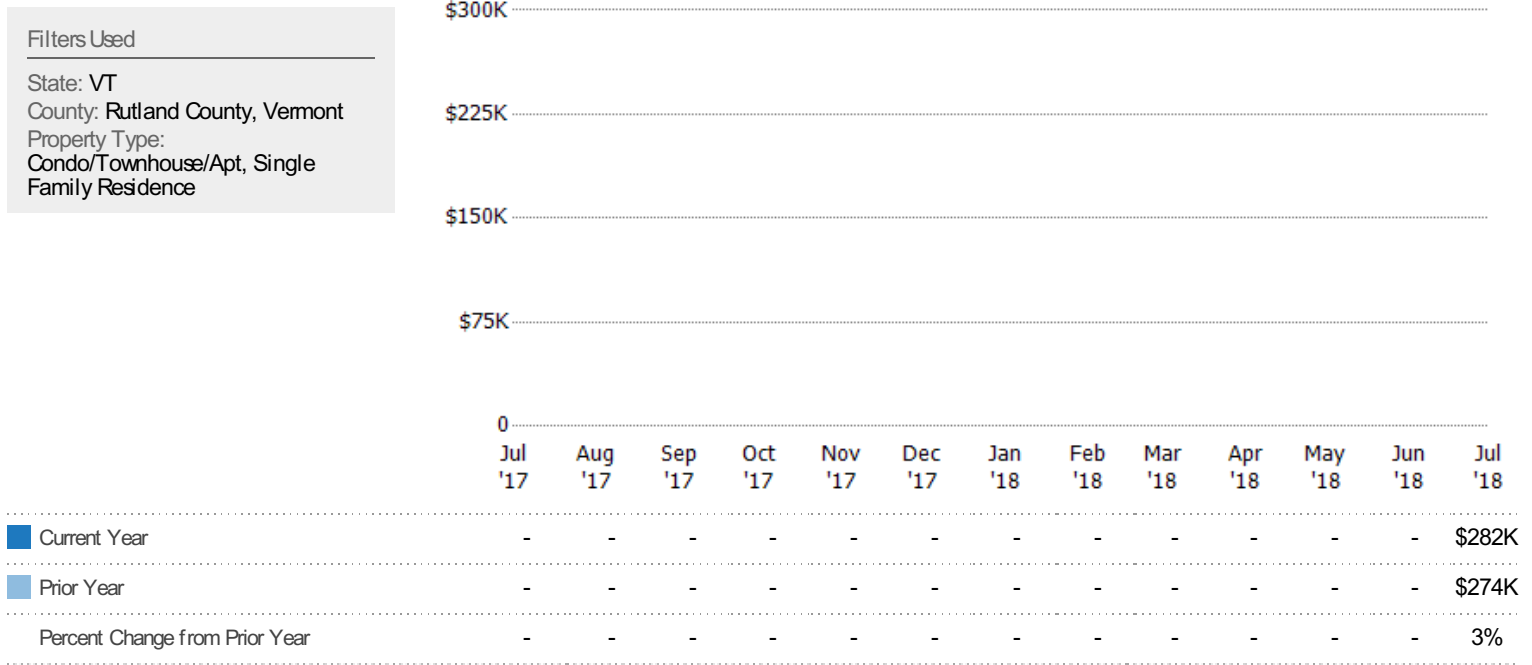 Filters Used
State: VT
County: Rutland County, Vermont
Property Type:
Condo/Townhouse/Apt, Single
Family Residence
$300K
$225K
$150K
$75K
0
Jul Aug Sep Oct Nov Dec Jan Feb Mar Apr May Jun Jul
'17 '17 '17 '17 '17 '17 '18 '18 '18 '18 '18 '18 '18
Current Year - - - - - - - - - - - - $282K
Prior Year - - - - - - - - - - - - $274K
Percent Change from Prior Year - - - - - - - - - - - - 3%